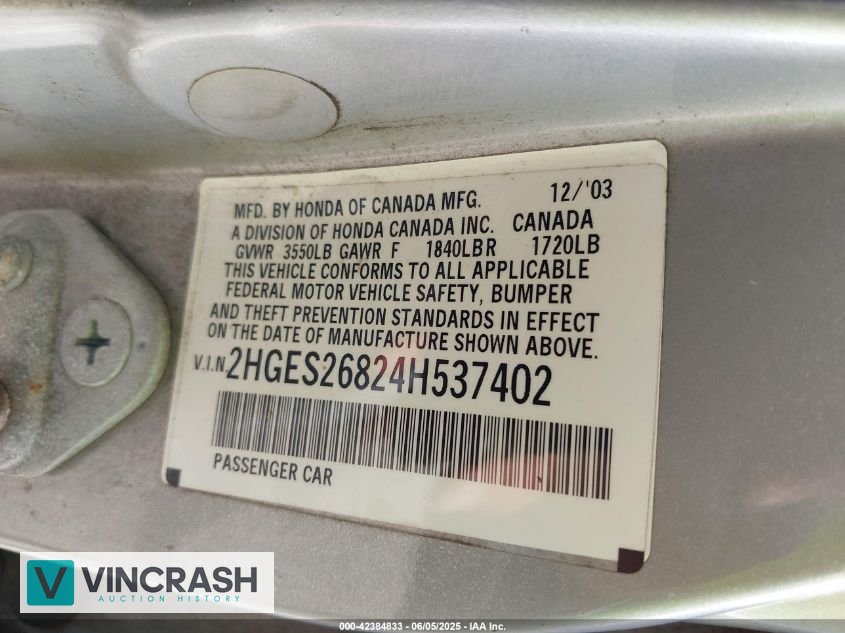 MFD. BY HONDA OF CANADA MFG. 12/'03
A DIVISION OF HONDA CANADA INC. CANADA
GVWR 3550LB GAWR F 1840LB R 1720LB
THIS VEHICLE CONFORMS TO ALL APPLICABLE
FEDERAL MOTOR VEHICLE SAFETY, BUMPER
AND THEFT PREVENTION STANDARDS IN EFFECT
ON THE DATE OF MANUFACTURE SHOWN ABOVE.
V.I.N. 2HGES26824H537402
PASSENGER CAR
VINCRASH
AUCTION HISTORY
000-42384833 - 06/05/2025 - IAA Inc.